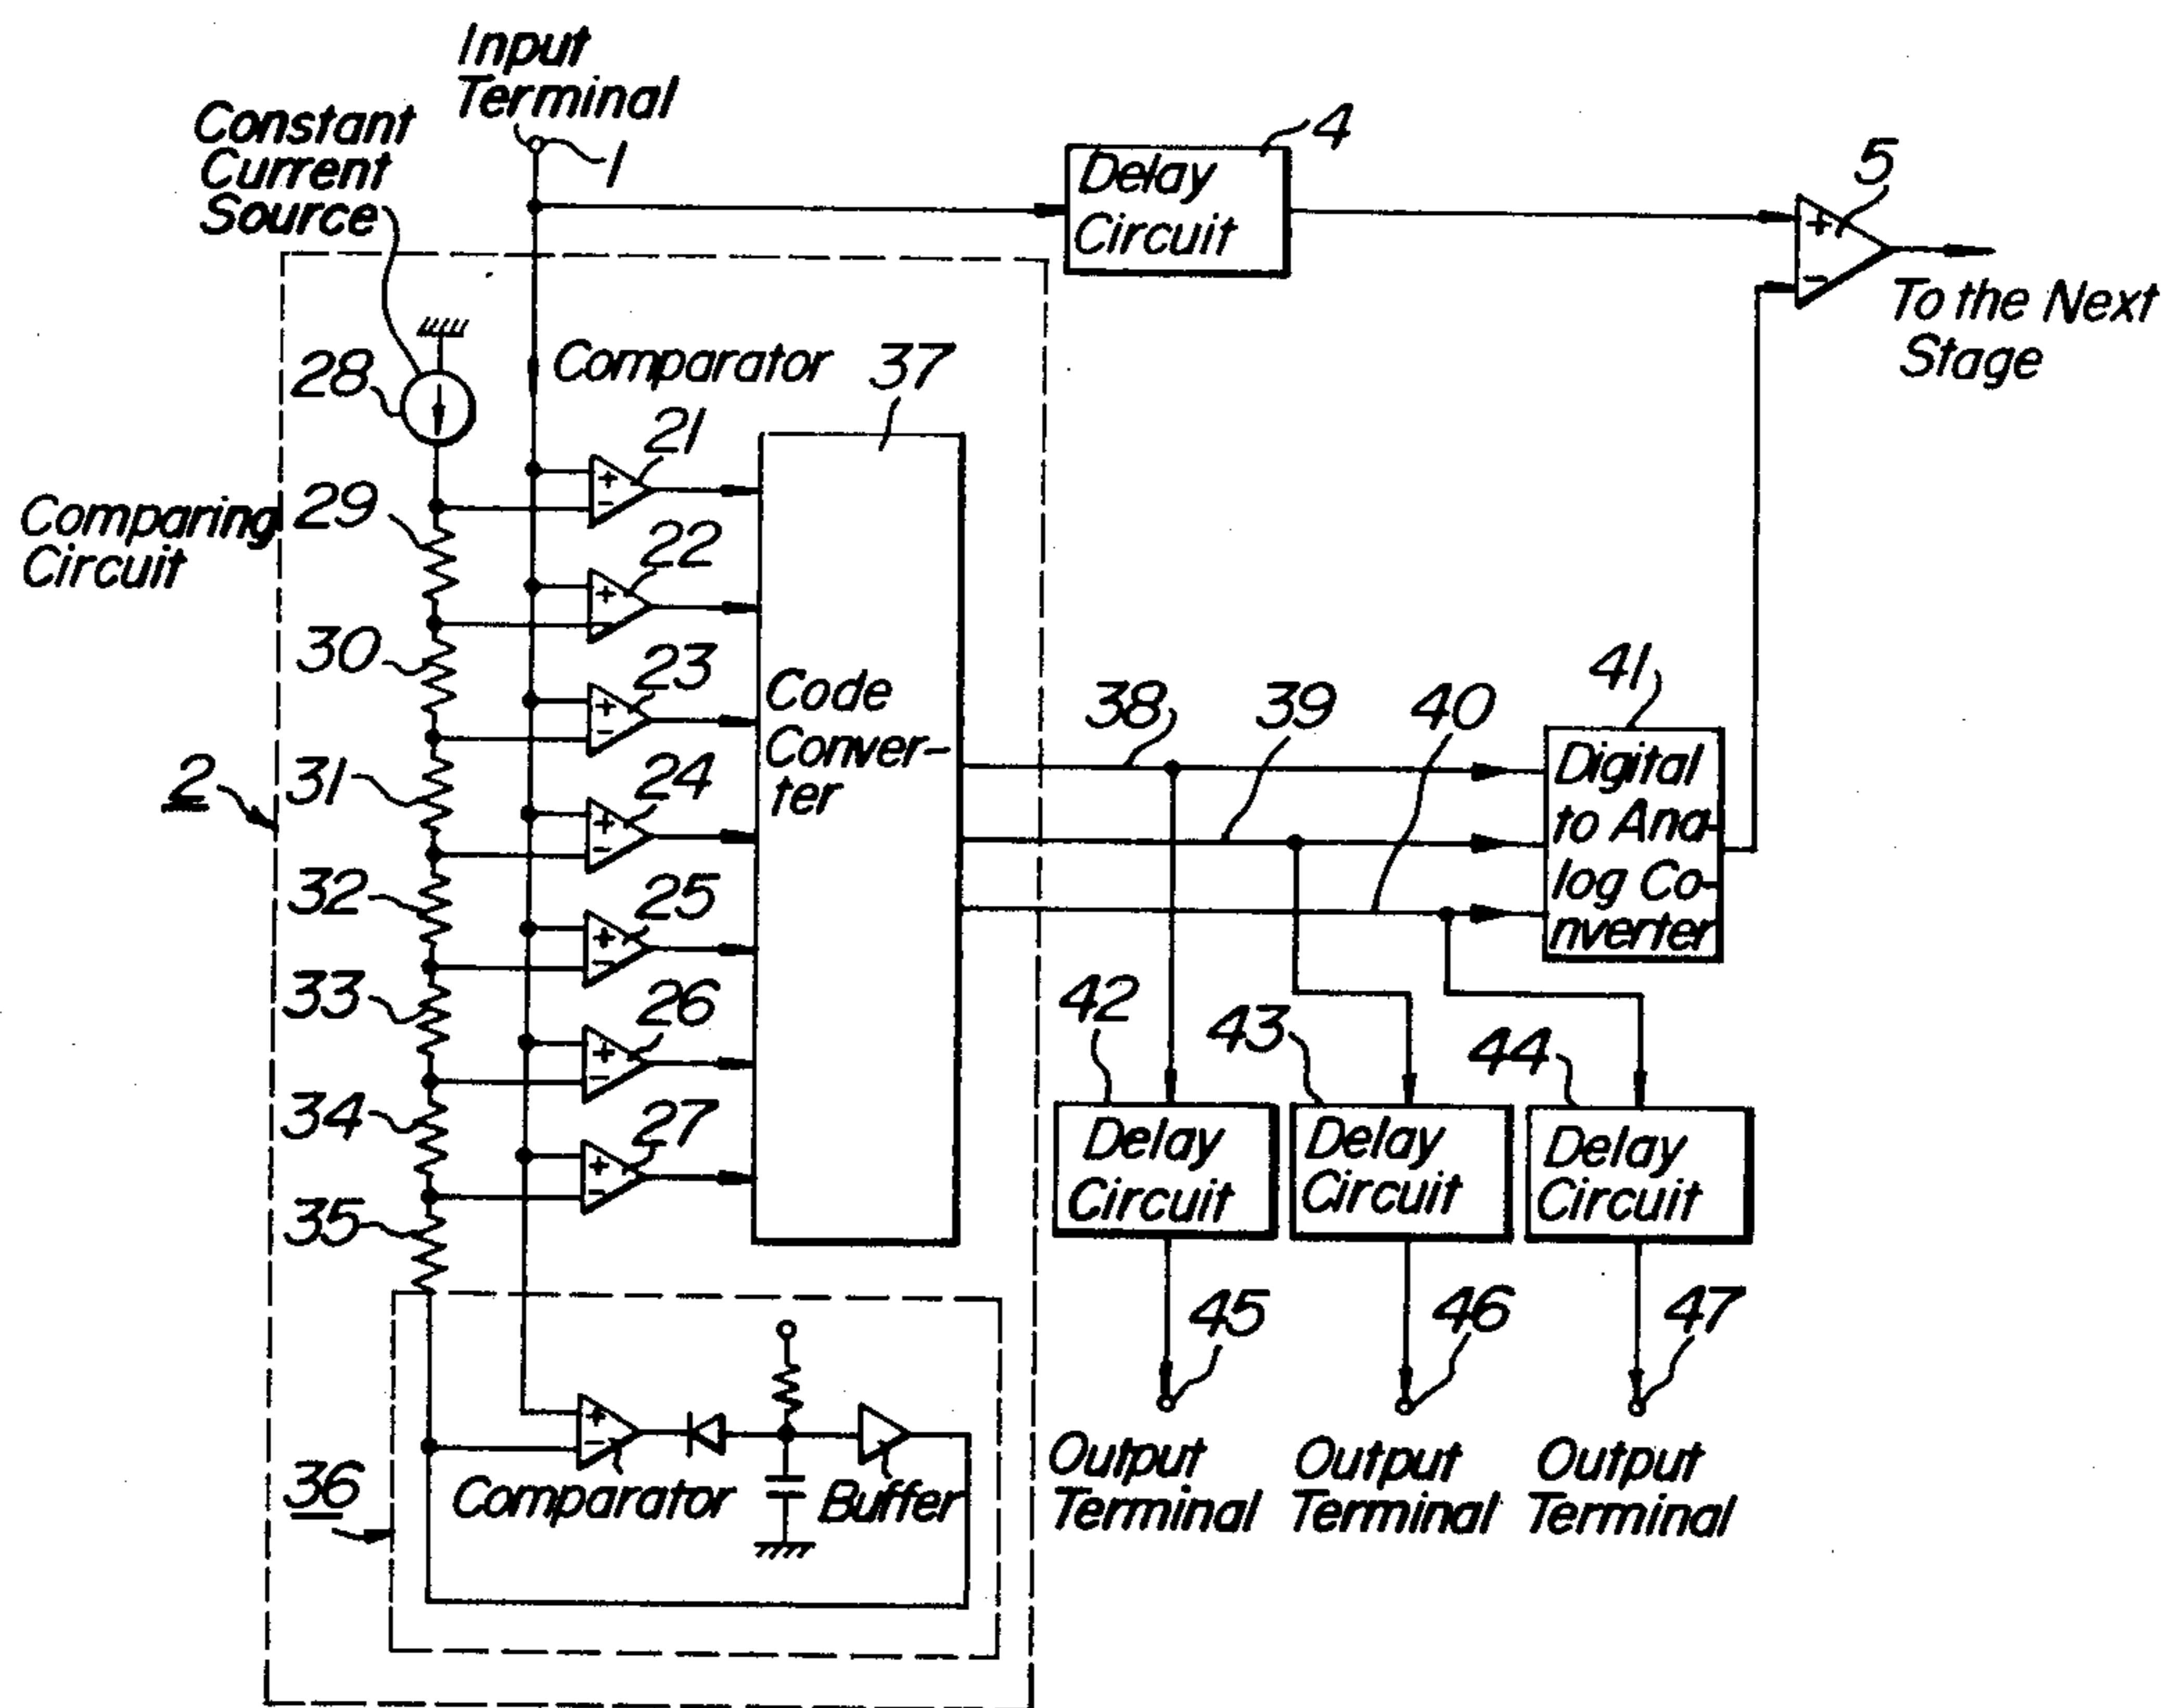 Input
Terminal
1
Constant
Current
Source
4
Delay
Circuit
5
+
−
To the Next
Stage
28
Comparator
37
21
+
−
29
Comparing
Circuit
22
+
−
30
23
+
−
Code
Conver-
ter
31
24
+
−
2
32
25
+
−
33
26
+
−
34
27
+
−
35
38
39
40
41
Digital
to Ana-
log Co-
nverter
42
43
44
Delay
Circuit
Delay
Circuit
Delay
Circuit
45
46
47
Output
Terminal
Output
Terminal
Output
Terminal
36
+
−
Comparator
Buffer